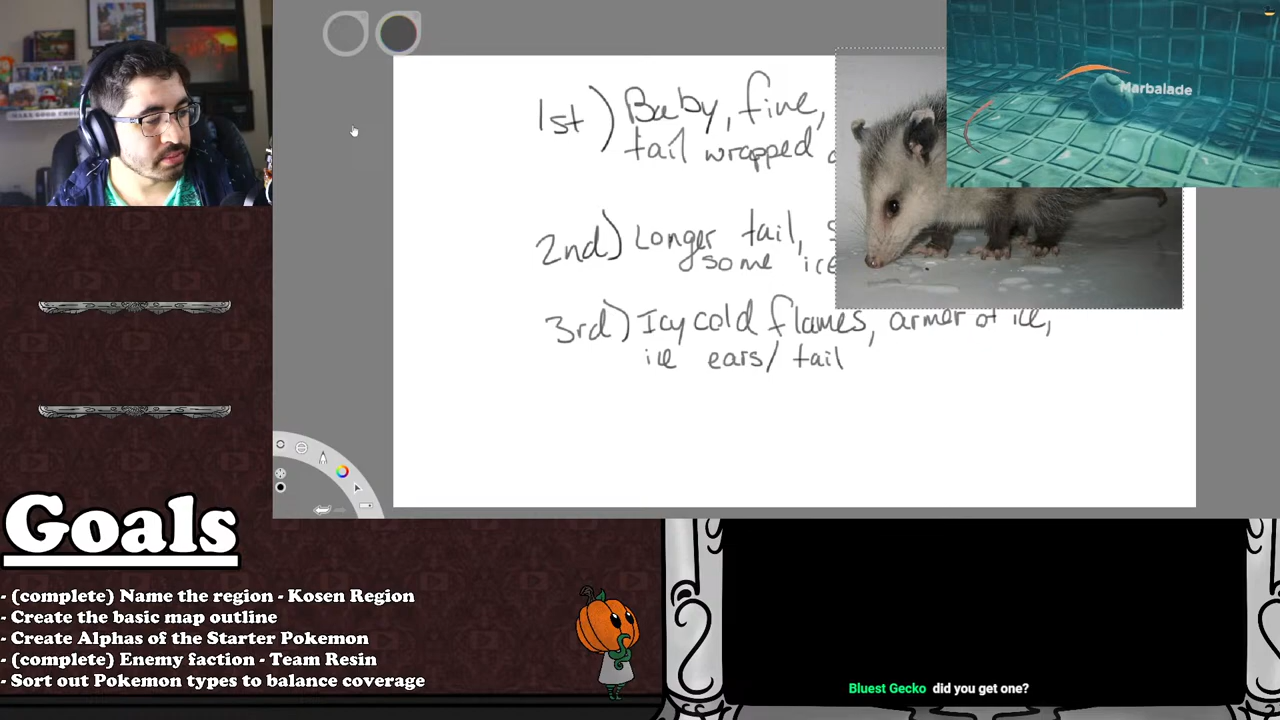 Marbalade
1st) Baby, fire,
tail wrapped
2nd) Longer tail,
some ice
3rd) Icy cold flames, armer of ice,
ice ears/ tail
Goals
- (complete) Name the region - Kosen Region
- Create the basic map outline
- Create Alphas of the Starter Pokemon
- (complete) Enemy faction - Team Resin
- Sort out Pokemon types to balance coverage
Bluest Gecko did you get one?